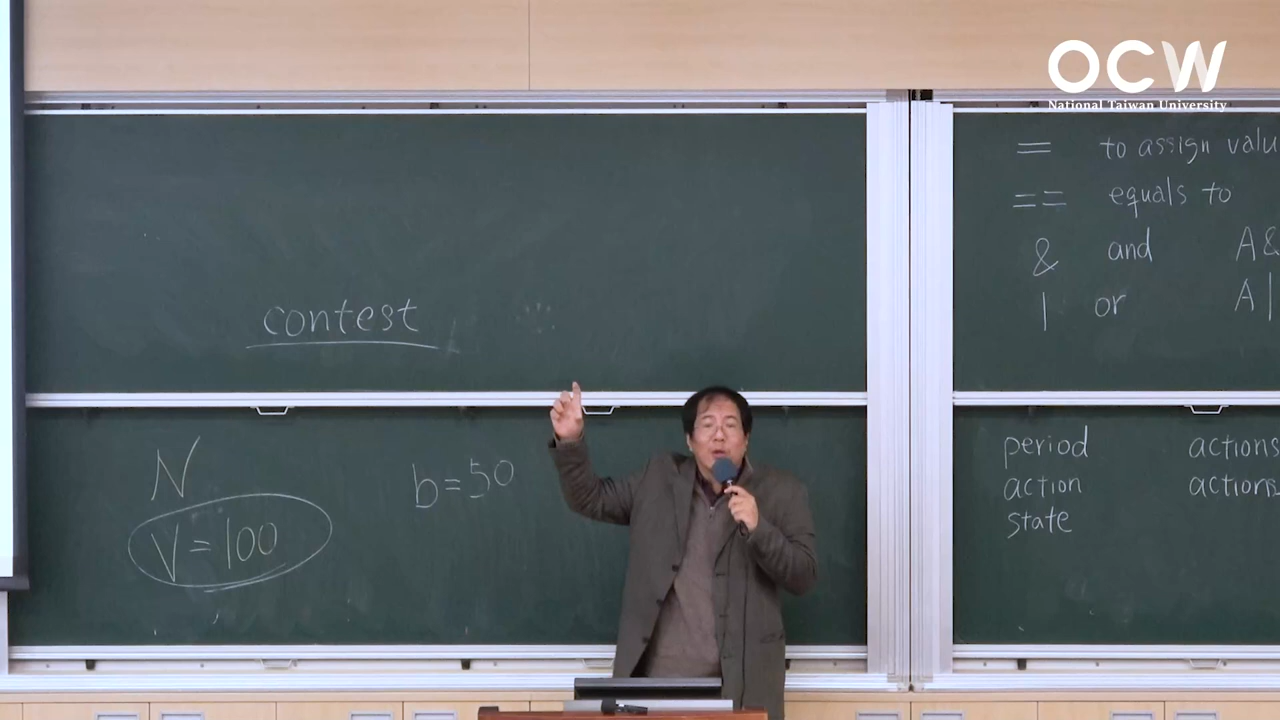 OCW
National Taiwan University
contest
N
V = 100
b = 50
= to assign valu
== equals to
& and A &
| or A |
period actions
action actions
state